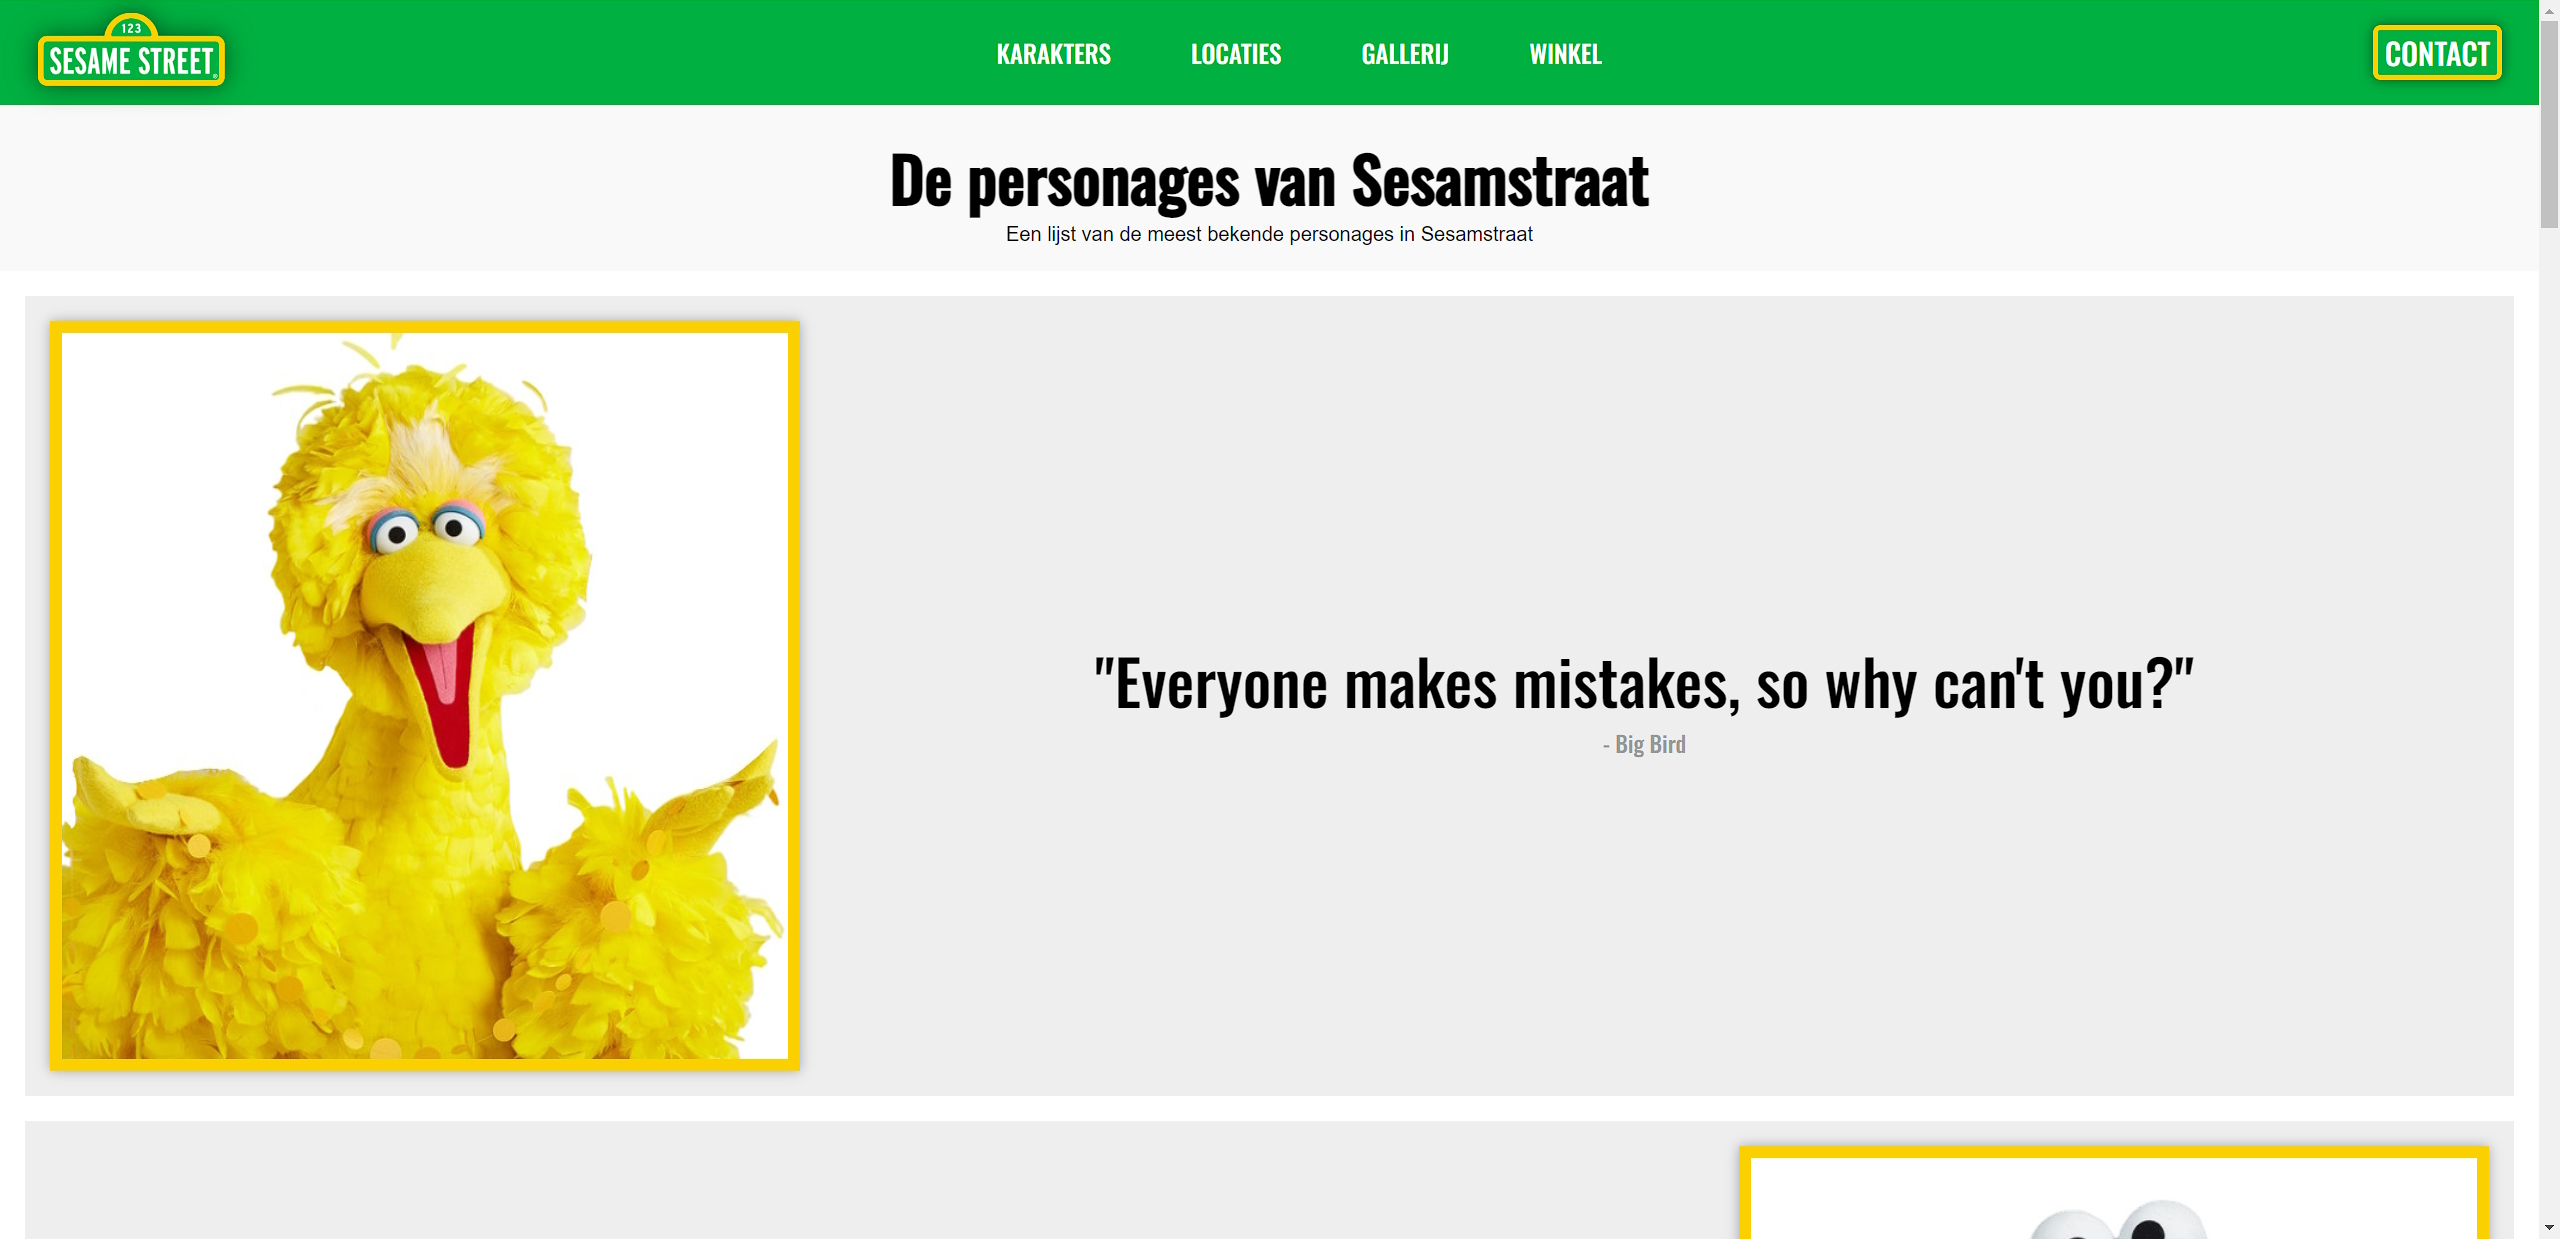 123
SESAME STREET
KARAKTERS
LOCATIES
GALLERIJ
WINKEL
CONTACT
De personages van Sesamstraat
Een lijst van de meest bekende personages in Sesamstraat
"Everyone makes mistakes, so why can't you?"
- Big Bird